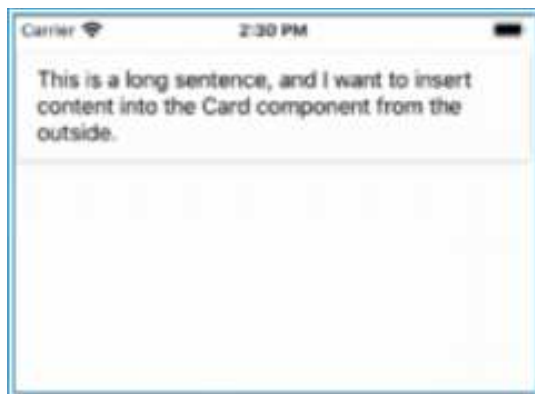 Carrier 2:30 PM
This is a long sentence, and I want to insert
content into the Card component from the
outside.